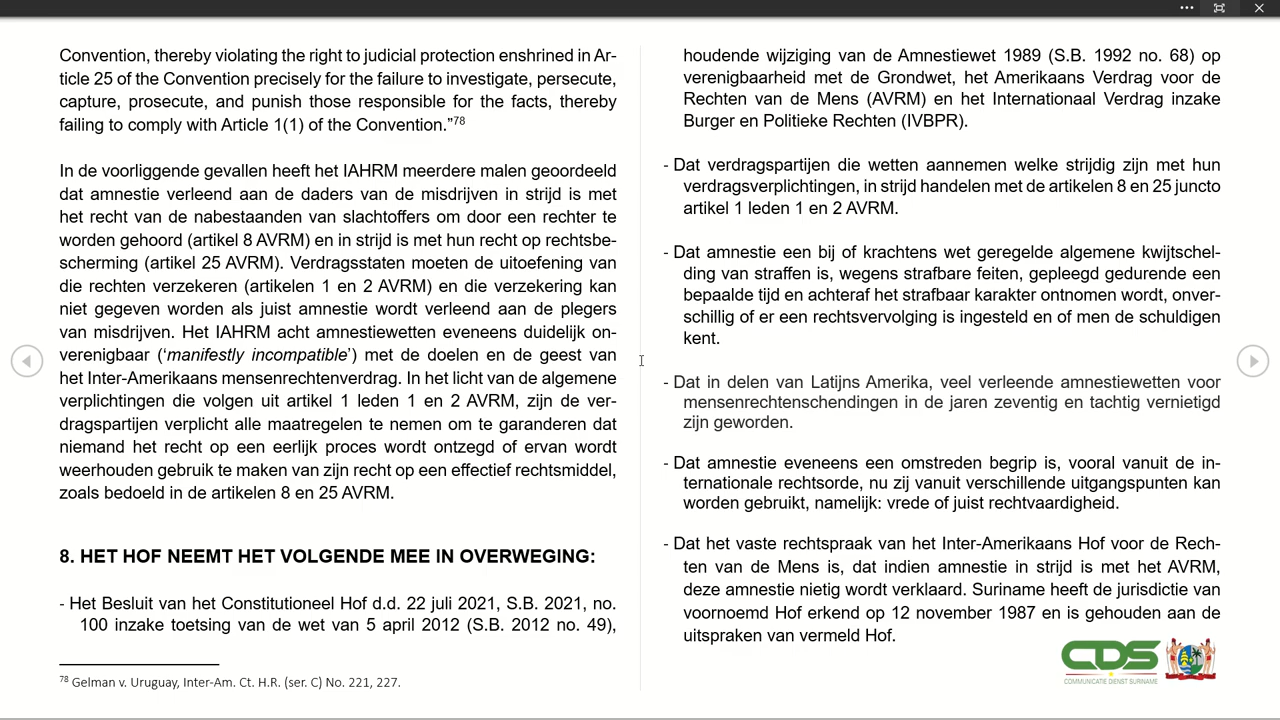 Convention, thereby violating the right to judicial protection enshrined in Ar-
ticle 25 of the Convention precisely for the failure to investigate, persecute,
capture, prosecute, and punish those responsible for the facts, thereby
failing to comply with Article 1(1) of the Convention.”78
In de voorliggende gevallen heeft het IAHRM meerdere malen geoordeeld
dat amnestie verleend aan de daders van de misdrijven in strijd is met
het recht van de nabestaanden van slachtoffers om door een rechter te
worden gehoord (artikel 8 AVRM) en in strijd is met hun recht op rechtsbe-
scherming (artikel 25 AVRM). Verdragsstaten moeten de uitoefening van
die rechten verzekeren (artikelen 1 en 2 AVRM) en die verzekering kan
niet gegeven worden als juist amnestie wordt verleend aan de plegers
van misdrijven. Het IAHRM acht amnestiewetten eveneens duidelijk on-
verenigbaar (‘manifestly incompatible’) met de doelen en de geest van
het Inter-Amerikaans mensenrechtenverdrag. In het licht van de algemene
verplichtingen die volgen uit artikel 1 leden 1 en 2 AVRM, zijn de ver-
dragspartijen verplicht alle maatregelen te nemen om te garanderen dat
niemand het recht op een eerlijk proces wordt ontzegd of ervan wordt
weerhouden gebruik te maken van zijn recht op een effectief rechtsmiddel,
zoals bedoeld in de artikelen 8 en 25 AVRM.
8. HET HOF NEEMT HET VOLGENDE MEE IN OVERWEGING:
- Het Besluit van het Constitutioneel Hof d.d. 22 juli 2021, S.B. 2021, no.
100 inzake toetsing van de wet van 5 april 2012 (S.B. 2012 no. 49),
78 Gelman v. Uruguay, Inter-Am. Ct. H.R. (ser. C) No. 221, 227.
houdende wijziging van de Amnestiewet 1989 (S.B. 1992 no. 68) op
verenigbaarheid met de Grondwet, het Amerikaans Verdrag voor de
Rechten van de Mens (AVRM) en het Internationaal Verdrag inzake
Burger en Politieke Rechten (IVBPR).
- Dat verdragspartijen die wetten aannemen welke strijdig zijn met hun
verdragsverplichtingen, in strijd handelen met de artikelen 8 en 25 juncto
artikel 1 leden 1 en 2 AVRM.
- Dat amnestie een bij of krachtens wet geregelde algemene kwijtschel-
ding van straffen is, wegens strafbare feiten, gepleegd gedurende een
bepaalde tijd en achteraf het strafbaar karakter ontnomen wordt, onver-
schillig of er een rechtsvervolging is ingesteld en of men de schuldigen
kent.
- Dat in delen van Latijns Amerika, veel verleende amnestiewetten voor
mensenrechtenschendingen in de jaren zeventig en tachtig vernietigd
zijn geworden.
- Dat amnestie eveneens een omstreden begrip is, vooral vanuit de in-
ternationale rechtsorde, nu zij vanuit verschillende uitgangspunten kan
worden gebruikt, namelijk: vrede of juist rechtvaardigheid.
- Dat het vaste rechtspraak van het Inter-Amerikaans Hof voor de Rech-
ten van de Mens is, dat indien amnestie in strijd is met het AVRM,
deze amnestie nietig wordt verklaard. Suriname heeft de jurisdictie van
voornoemd Hof erkend op 12 november 1987 en is gehouden aan de
uitspraken van vermeld Hof.
CDS
COMMUNICATIE DIENST SURINAME